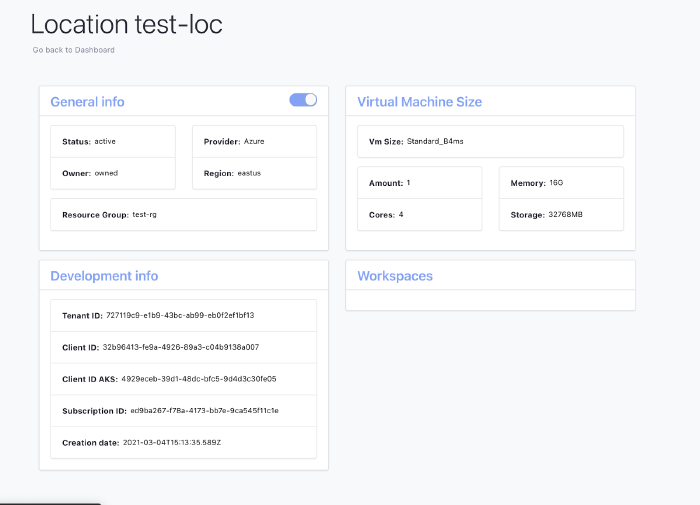 Location test-loc
Go back to Dashboard
General info
Status: active
Provider: Azure
Owner: owned
Region: eastus
Resource Group: test-rg
Virtual Machine Size
Vm Size: Standard_B4ms
Amount: 1
Memory: 16G
Cores: 4
Storage: 32768MB
Development info
Tenant ID: 727119c9-e1b9-43bc-ab99-eb0f2ef1bf13
Client ID: 32b96413-fe9a-4926-89a3-c04b9138a007
Client ID AKS: 4929eceb-39d1-48dc-bfc5-9d4d3c30fe05
Subscription ID: ed9ba267-f78a-4173-bb7e-9ca545f11c1e
Creation date: 2021-03-04T15:13:35.589Z
Workspaces